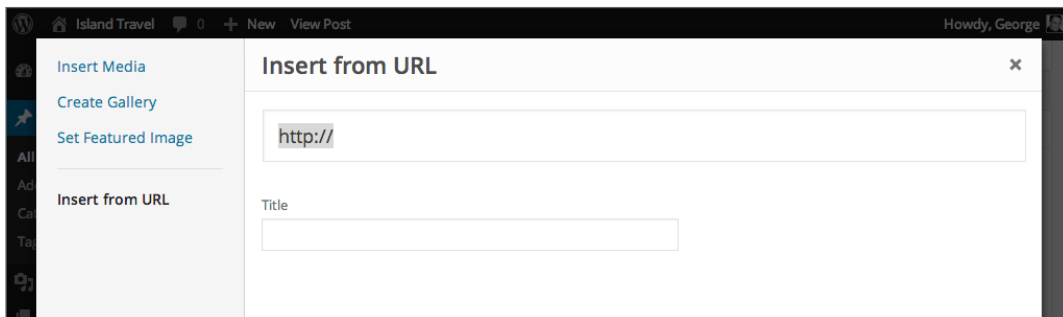 Island Travel 0 + New View Post Howdy, George
Insert Media
Create Gallery
Set Featured Image
Insert from URL
Insert from URL ×
http://
Title
All
Ad
Cat
Tag